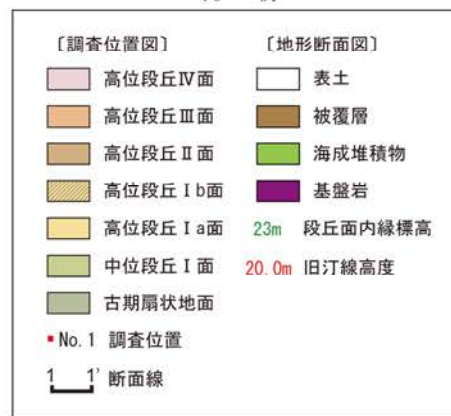 〔調査位置図〕
高位段丘Ⅳ面
高位段丘Ⅲ面
高位段丘Ⅱ面
高位段丘Ⅰb面
高位段丘Ⅰa面
中位段丘Ⅰ面
古期扇状地面
No.1 調査位置
1 1' 断面線
〔地形断面図〕
表土
被覆層
海成堆積物
基盤岩
23m 段丘面内縁標高
20.0m 旧汀線高度